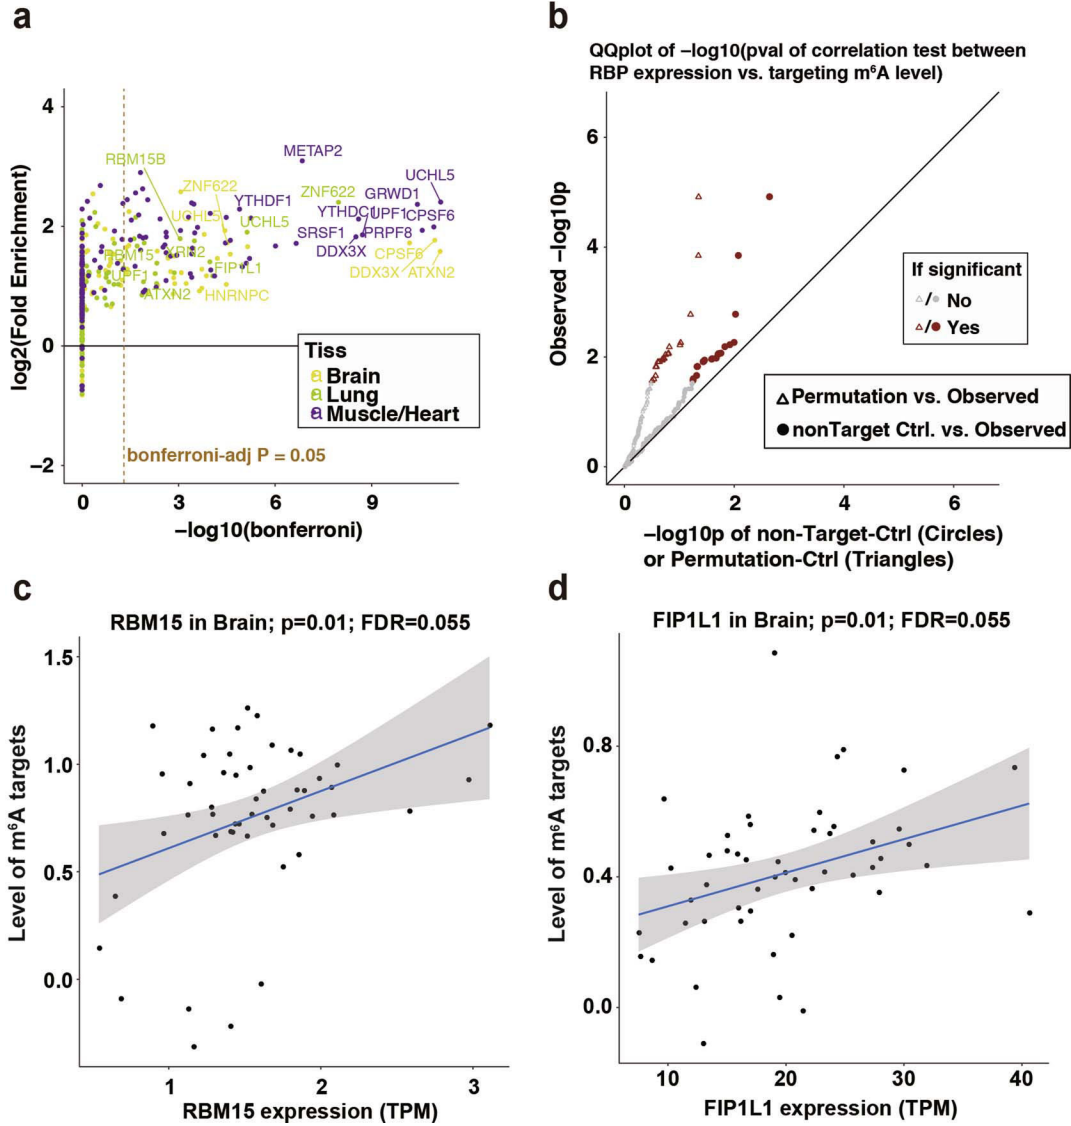 a
4
2
0
−2
log2(Fold Enrichment)
METAP2
RBM15B
ZNF622
YTHDF1
ZNF622
GRWD1
UCHL5
UCHL5
UCHL5
YTHDC1
UPF1
CPSF6
SRSF1
PRPF8
DDX3X
CPSF6
DDX3X
ATXN2
RBM15
XRN2
UPF1
FIP1L1
ATXN2
HNRNPC
Tiss
a Brain
a Lung
a Muscle/Heart
bonferroni-adj P = 0.05
0 3 6 9
−log10(bonferroni)
b
QQplot of −log10(pval of correlation test between
RBP expression vs. targeting m⁶A level)
6
4
2
0
Observed −log10p
If significant
/ No
/ Yes
Permutation vs. Observed
nonTarget Ctrl. vs. Observed
0 2 4 6
−log10p of non-Target-Ctrl (Circles)
or Permutation-Ctrl (Triangles)
c
RBM15 in Brain; p=0.01; FDR=0.055
1.5
1.0
0.5
0.0
Level of m⁶A targets
1 2 3
RBM15 expression (TPM)
d
FIP1L1 in Brain; p=0.01; FDR=0.055
0.8
0.4
0.0
Level of m⁶A targets
10 20 30 40
FIP1L1 expression (TPM)